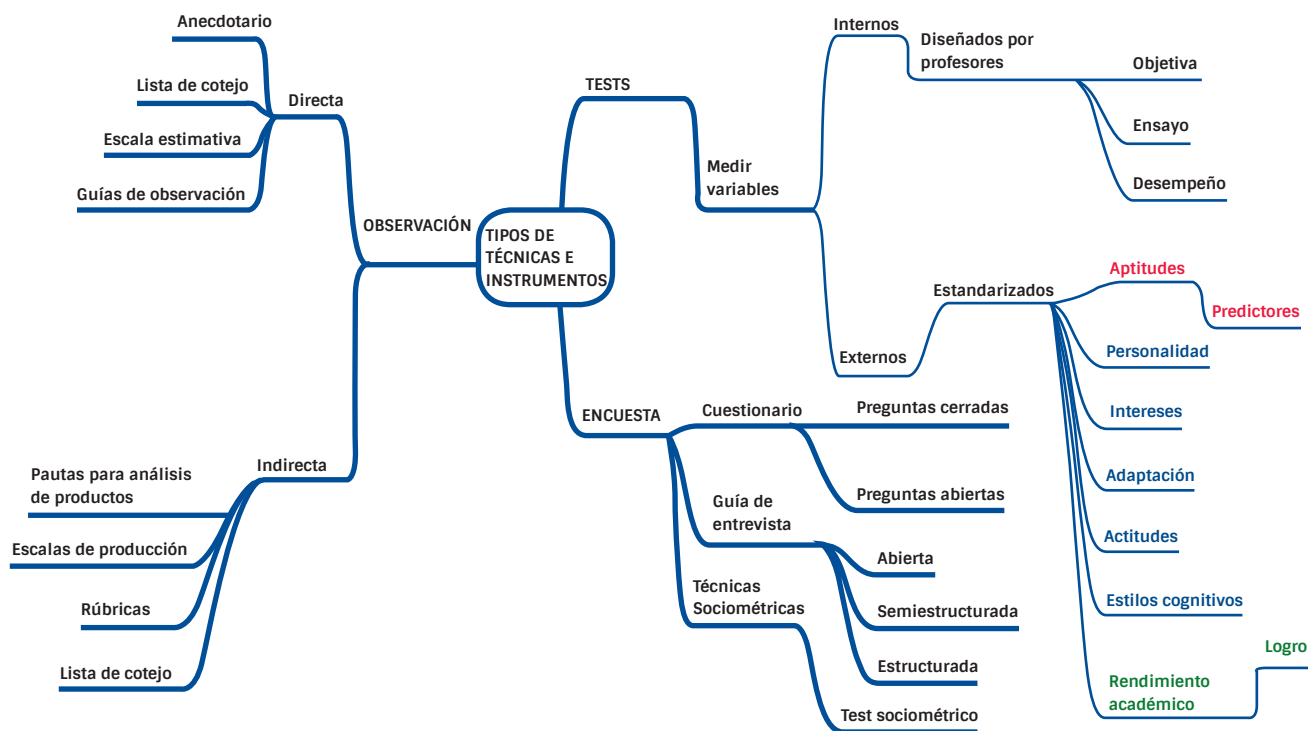 TIPOS DE
TÉCNICAS E
INSTRUMENTOS
OBSERVACIÓN
Directa
Anecdotario
Lista de cotejo
Escala estimativa
Guías de observación
Indirecta
Pautas para análisis
de productos
Escalas de producción
Rúbricas
Lista de cotejo
TESTS
Medir
variables
Internos
Diseñados por
profesores
Objetiva
Ensayo
Desempeño
Externos
Estandarizados
Aptitudes
Predictores
Personalidad
Intereses
Adaptación
Actitudes
Estilos cognitivos
Rendimiento
académico
Logro
ENCUESTA
Cuestionario
Preguntas cerradas
Preguntas abiertas
Guía de
entrevista
Abierta
Semiestructurada
Estructurada
Técnicas
Sociométricas
Test sociométrico